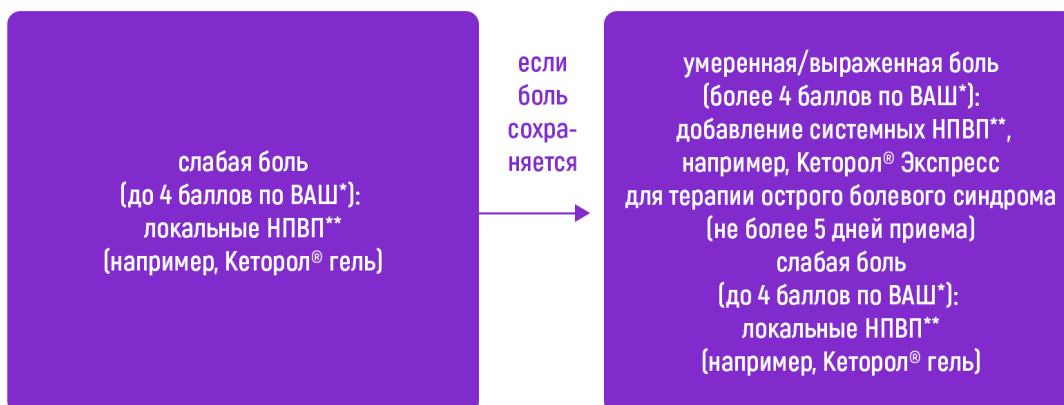 слабая боль
(до 4 баллов по ВАШ*):
локальные НПВП**
(например, Кеторол® гель)
если
боль
сохра-
няется
умеренная/выраженная боль
(более 4 баллов по ВАШ*):
добавление системных НПВП**,
например, Кеторол® Экспресс
для терапии острого болевого синдрома
(не более 5 дней приема)
слабая боль
(до 4 баллов по ВАШ*):
локальные НПВП**
(например, Кеторол® гель)